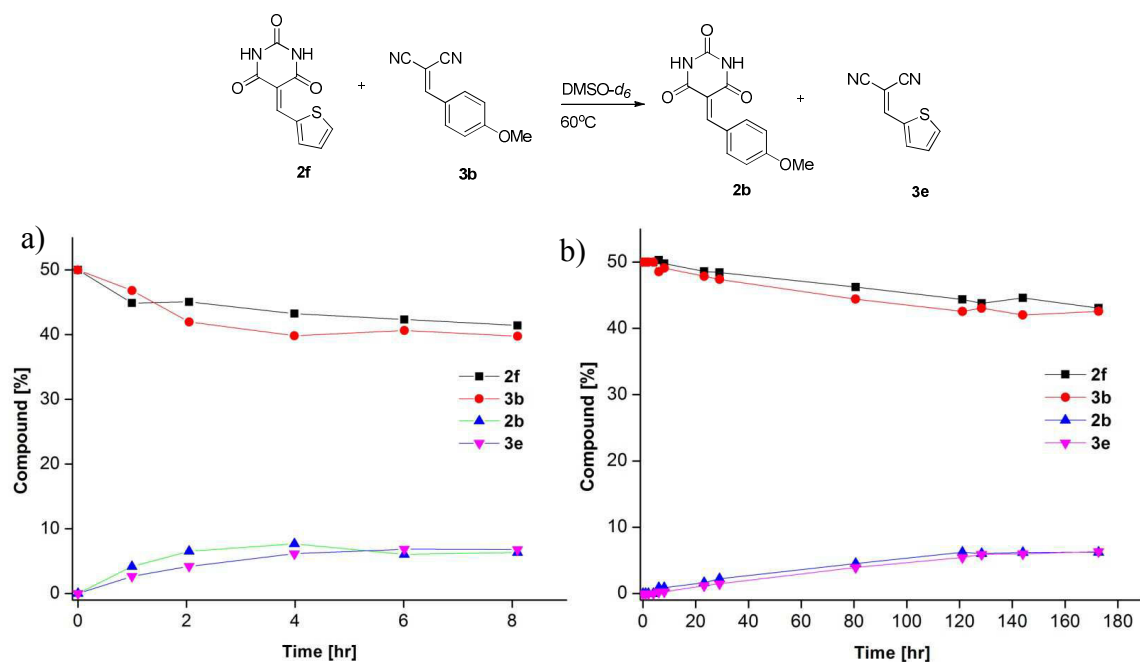 O
HN
NH
O
O
S
2f
+
NC
CN
OMe
3b
DMSO-d6
60°C
O
HN
NH
O
O
OMe
2b
+
NC
CN
S
3e
a)
Compound [%]
50
40
30
20
10
0
0 2 4 6 8
Time [hr]
2f
3b
2b
3e
b)
Compound [%]
50
40
30
20
10
0
0 20 40 60 80 100 120 140 160 180
Time [hr]
2f
3b
2b
3e